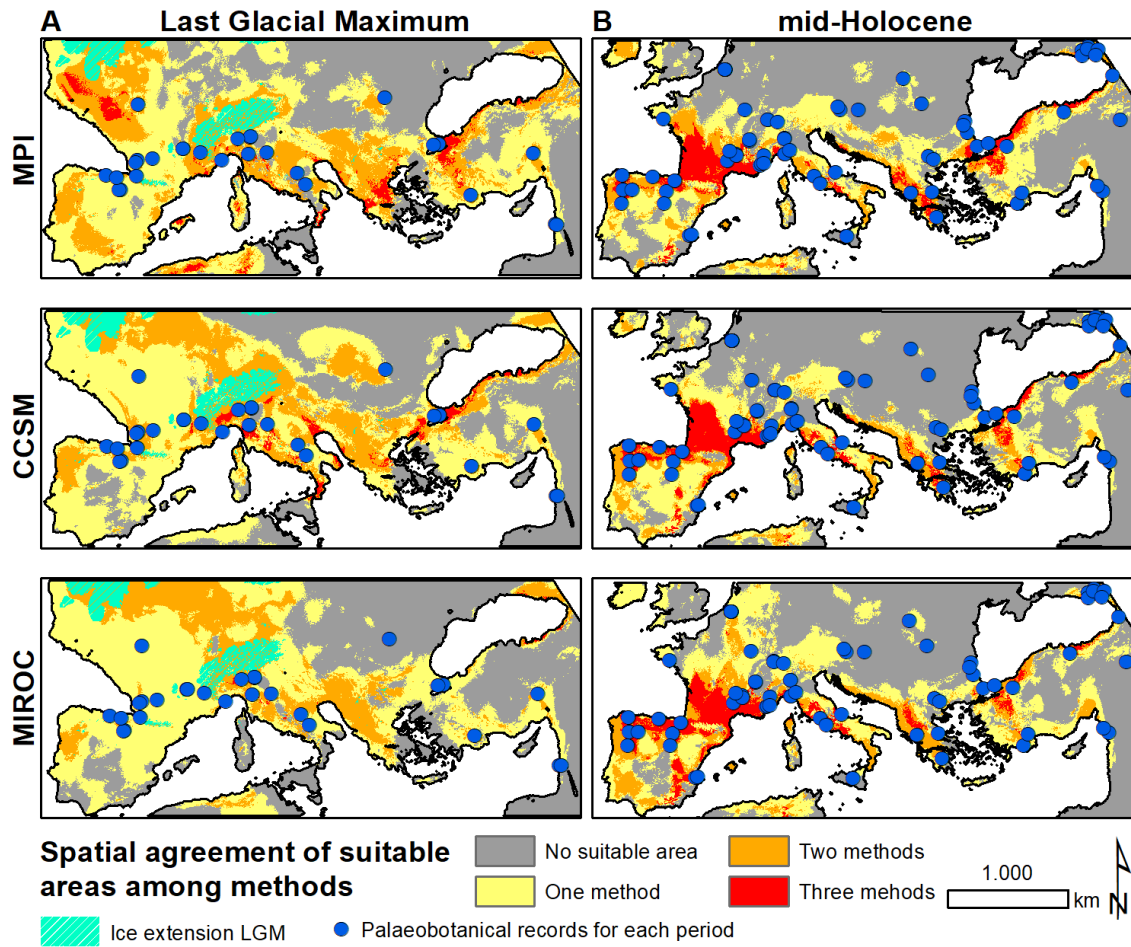 A Last Glacial Maximum
B mid-Holocene
MPI
CCSM
MIROC
Spatial agreement of suitable
areas among methods
No suitable area
One method
Two methods
Three mehods
1.000
km
N
Ice extension LGM
Palaeobotanical records for each period